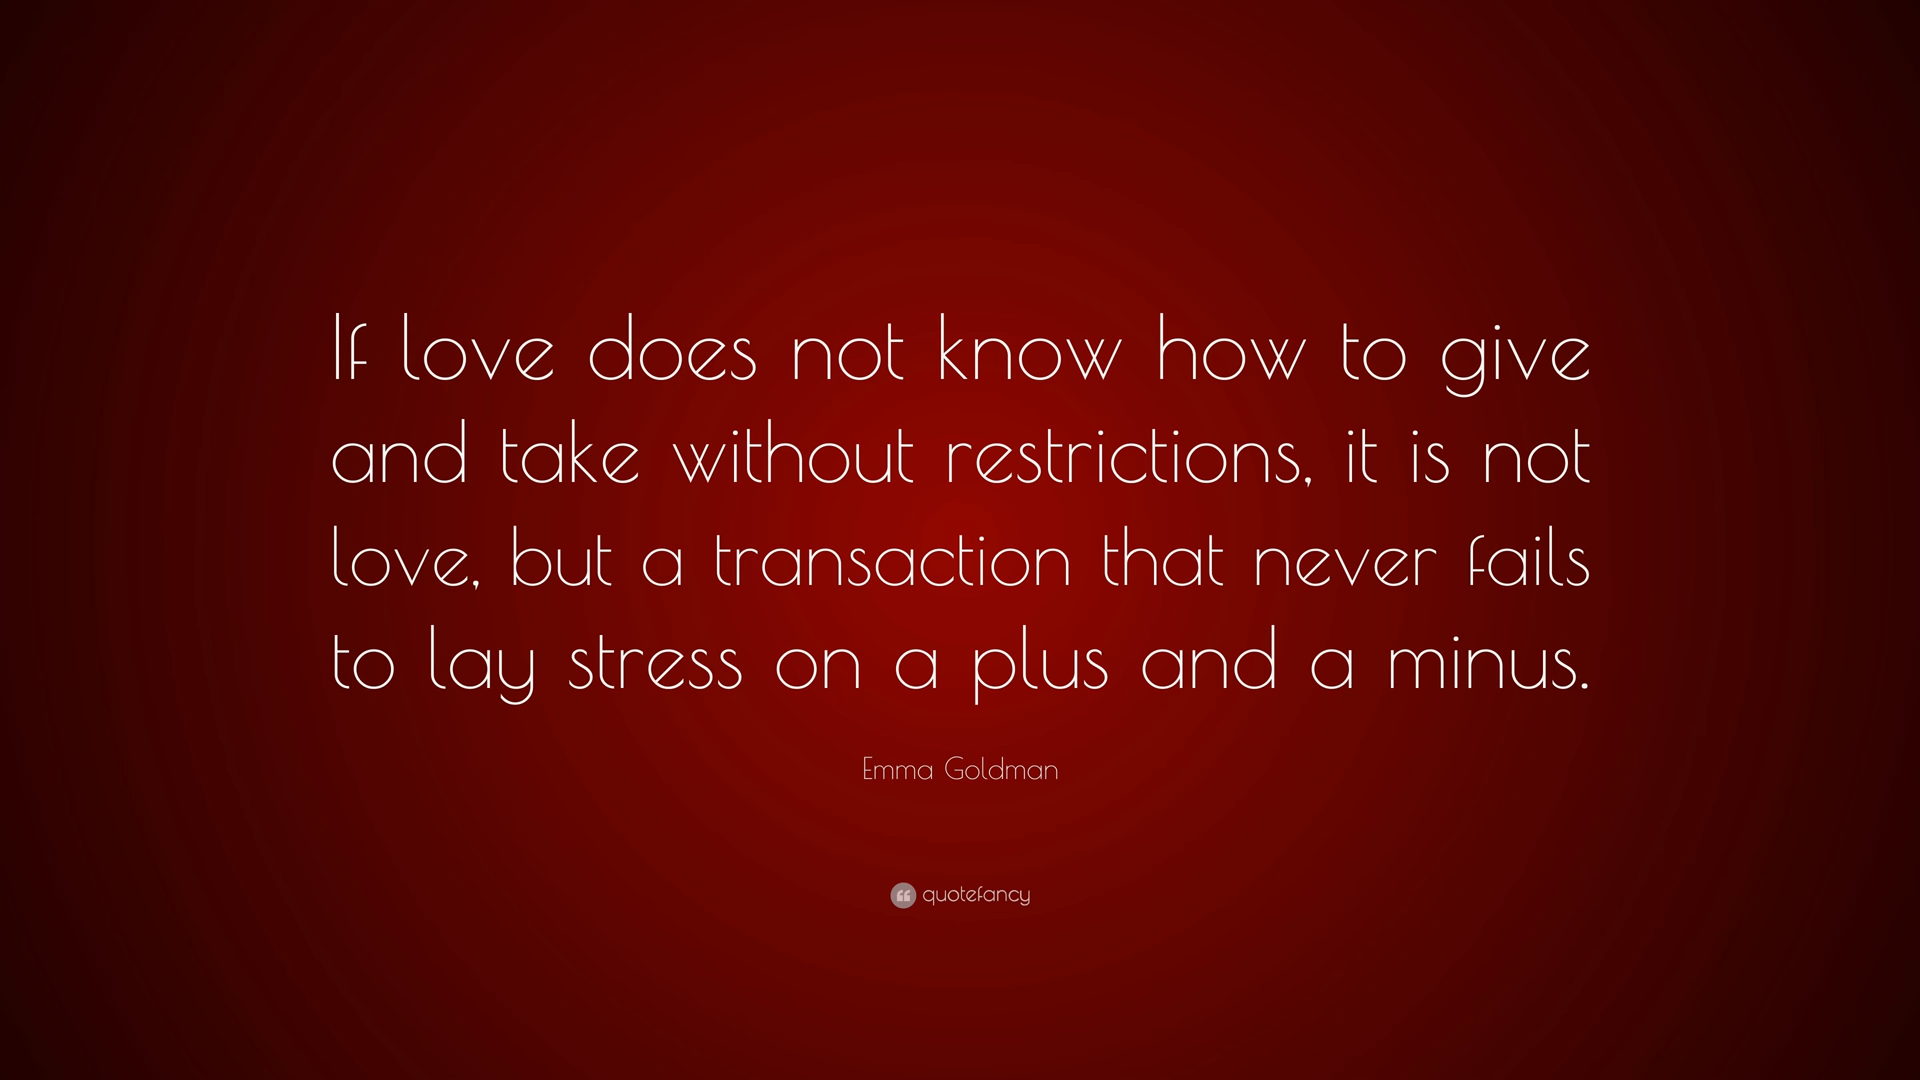 If love does not know how to give
and take without restrictions, it is not
love, but a transaction that never fails
to lay stress on a plus and a minus.
Emma Goldman
quotefancy